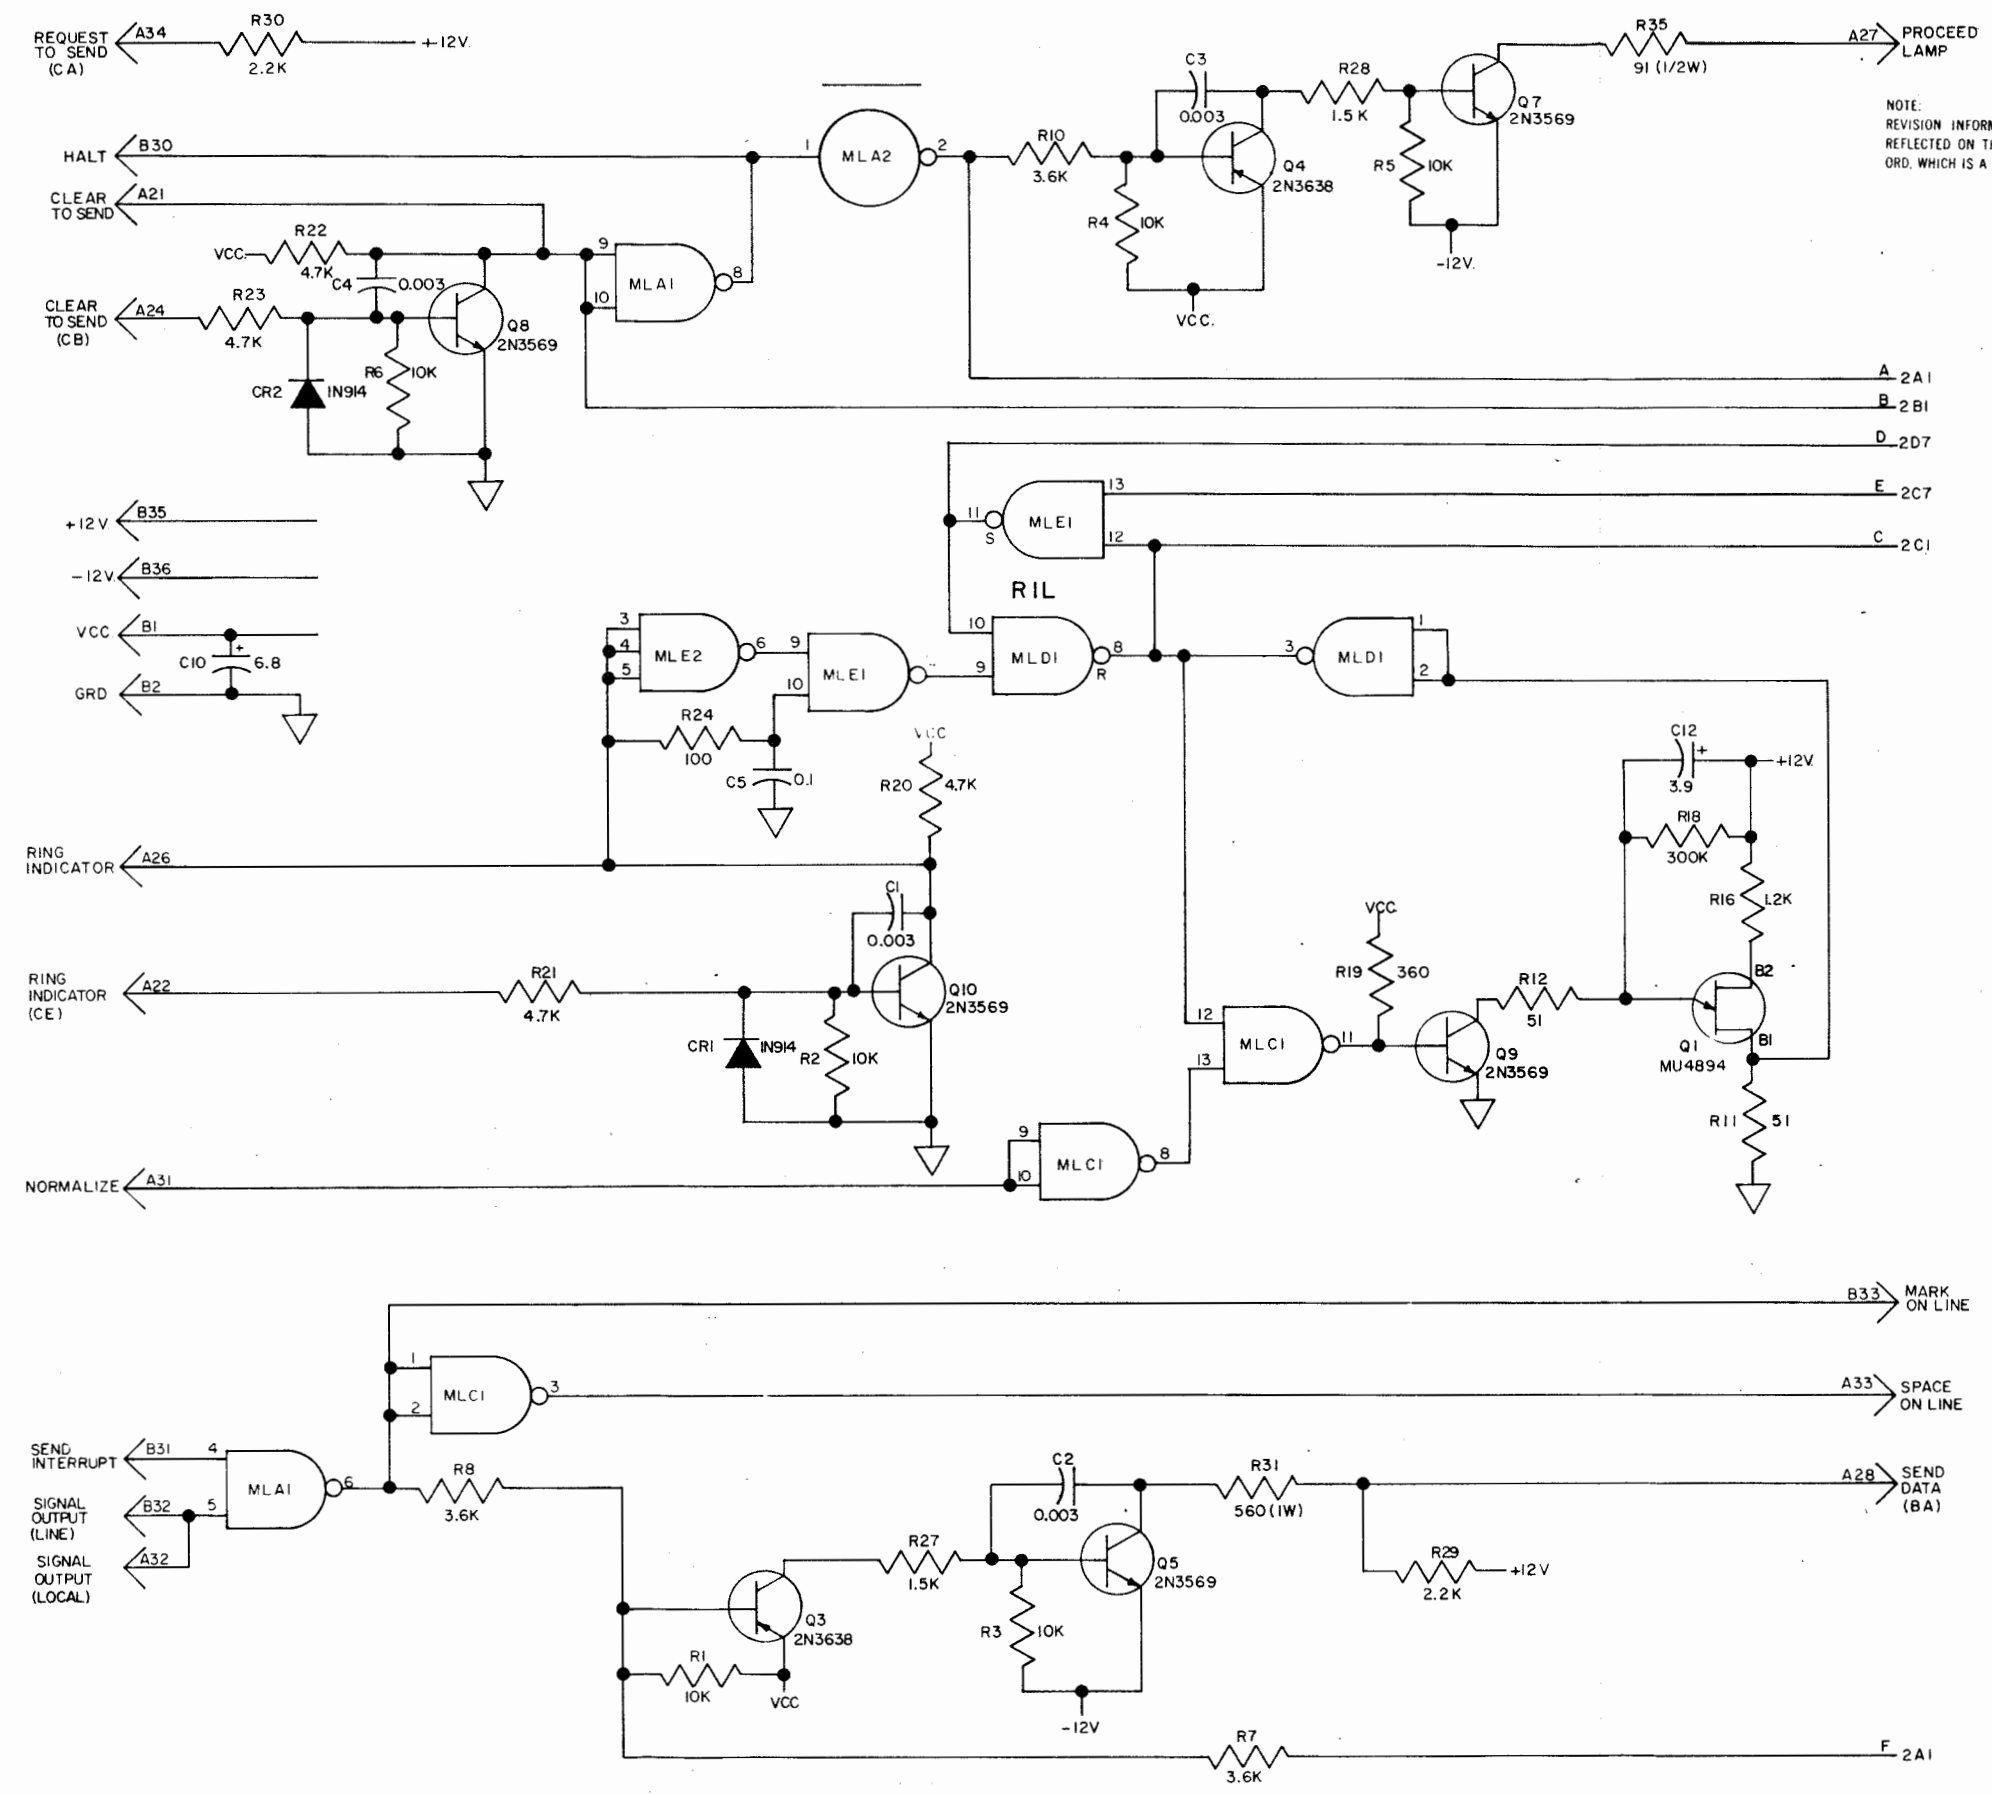 REQUEST
TO SEND
(CA)
A34
R30
2.2K
+12V.
R35
91 (1/2W)
A27
PROCEED
LAMP
C3
0.003
R28
1.5K
Q7
2N3569
NOTE:
REFLECTED ON
ORD, WHICH IS A
HALT
B30
1
MLA2
2
R10
3.6K
Q4
2N3638
R5
10K
R4
10K
-12V.
VCC.
CLEAR
TO SEND
A21
VCC.
R22
4.7K
C4
0.003
9
10
MLA1
8
CLEAR
TO SEND
(CB)
A24
R23
4.7K
Q8
2N3569
CR2
1N914
R6
10K
A
2A1
B
2B1
D
2D7
E
2C7
C
2C1
+12V
B35
-12V.
B36
VCC
B1
C10
+
6.8
GRD
B2
11
S
MLE1
13
12
RIL
3
4
5
MLE2
6
9
10
MLE1
10
9
MLD1
8
R
3
MLD1
1
2
R24
100
C5
0.1
VCC
R20
4.7K
C12
+
3.9
+12V.
R18
300K
R16
1.2K
RING
INDICATOR
A26
C1
0.003
VCC
R19
360
RING
INDICATOR
(CE)
A22
R21
4.7K
Q10
2N3569
CR1
1N914
R2
10K
12
13
MLC1
11
Q9
2N3569
R12
51
B2
B1
Q1
MU4894
R11
51
NORMALIZE
A31
9
10
MLC1
8
B33
MARK
ON LINE
1
2
MLC1
3
A33
SPACE
ON LINE
SEND
INTERRUPT
B31
4
SIGNAL
OUTPUT
(LINE)
B32
5
MLA1
6
SIGNAL
OUTPUT
(LOCAL)
A32
R8
3.6K
C2
0.003
R31
560 (1W)
A28
SEND
DATA
(BA)
R29
2.2K
+12V
R27
1.5K
Q5
2N3569
Q3
2N3638
R3
10K
R1
10K
VCC
-12V
R7
3.6K
F
2A1